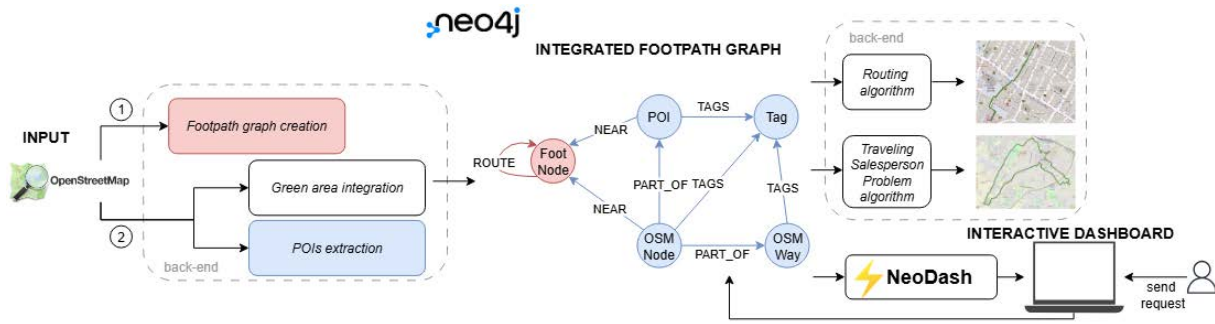 neo4j
INTEGRATED FOOTPATH GRAPH
back-end
Routing
algorithm
Traveling
Salesperson
Problem
algorithm
INPUT
OpenStreetMap
1
2
Footpath graph creation
Green area integration
POIs extraction
back-end
ROUTE
Foot
Node
NEAR
POI
TAGS
Tag
PART_OF
TAGS
TAGS
NEAR
OSM
Node
PART_OF
OSM
Way
INTERACTIVE DASHBOARD
NeoDash
send
request